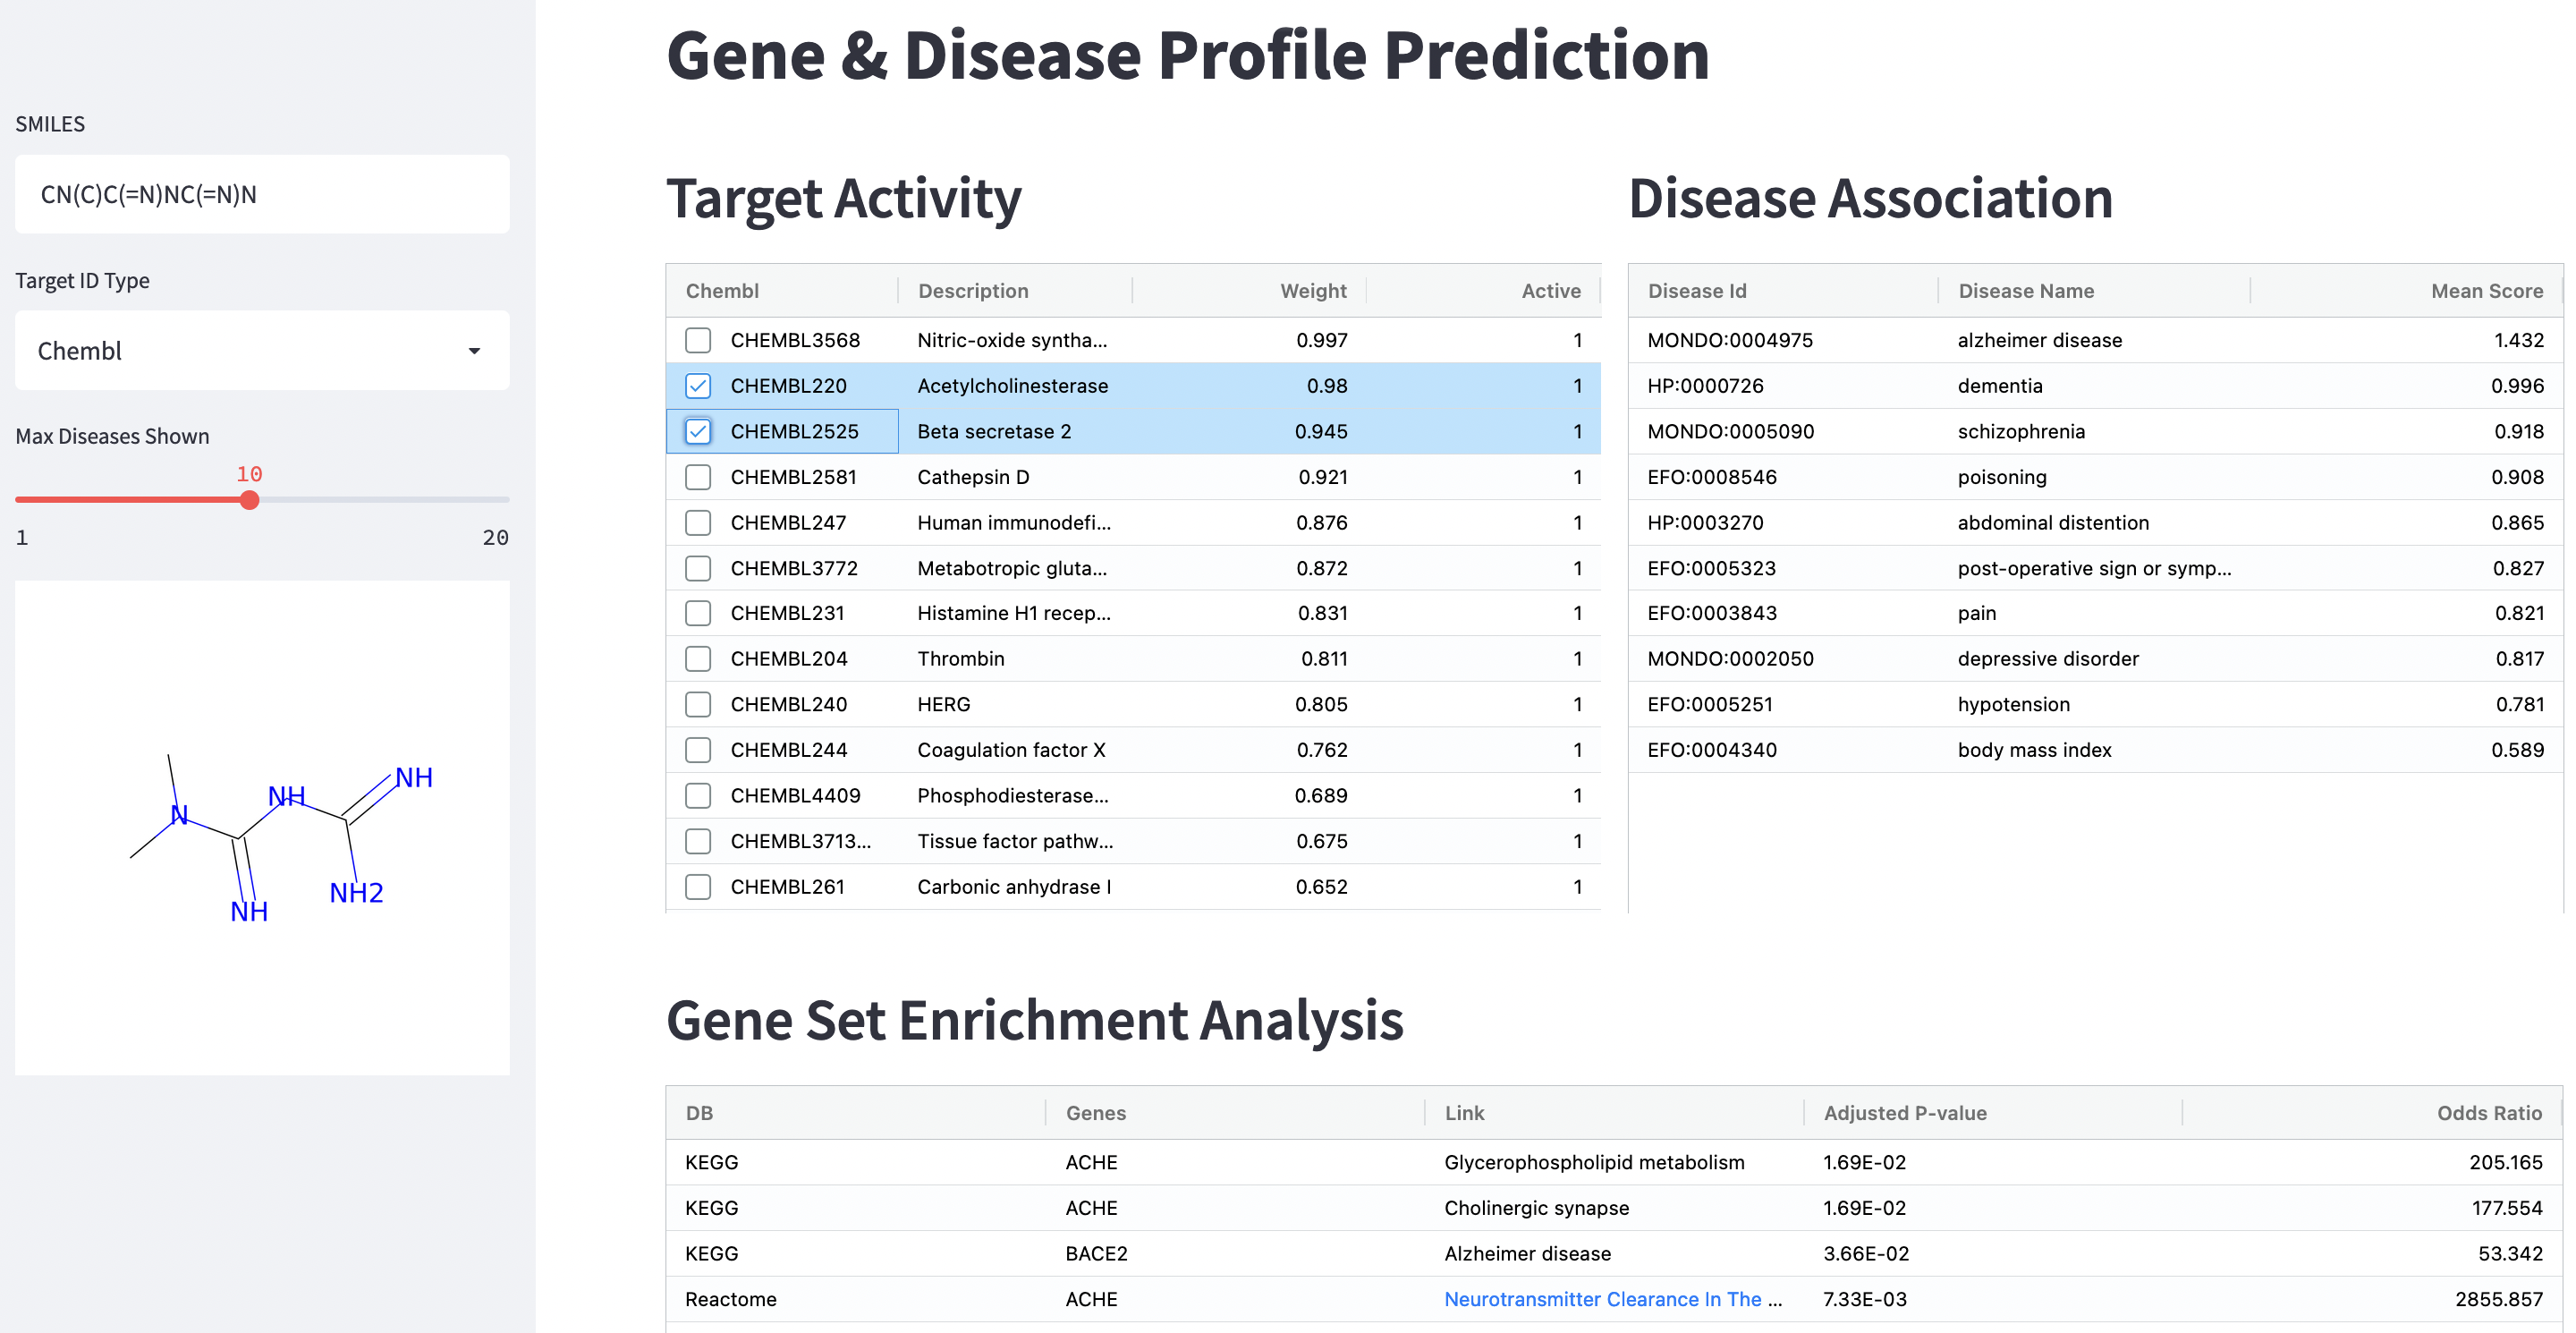 SMILES
CN(C)C(=N)NC(=N)N
Target ID Type
Chembl
Max Diseases Shown
10
1 20
N
NH
NH
NH
NH2
Gene & Disease Profile Prediction
Target Activity
Chembl Description Weight Active
CHEMBL3568 Nitric-oxide syntha... 0.997 1
CHEMBL220 Acetylcholinesterase 0.98 1
CHEMBL2525 Beta secretase 2 0.945 1
CHEMBL2581 Cathepsin D 0.921 1
CHEMBL247 Human immunodefi... 0.876 1
CHEMBL3772 Metabotropic gluta... 0.872 1
CHEMBL231 Histamine H1 recep... 0.831 1
CHEMBL204 Thrombin 0.811 1
CHEMBL240 HERG 0.805 1
CHEMBL244 Coagulation factor X 0.762 1
CHEMBL4409 Phosphodiesterase... 0.689 1
CHEMBL3713... Tissue factor pathw... 0.675 1
CHEMBL261 Carbonic anhydrase I 0.652 1
Disease Association
Disease Id Disease Name Mean Score
MONDO:0004975 alzheimer disease 1.432
HP:0000726 dementia 0.996
MONDO:0005090 schizophrenia 0.918
EFO:0008546 poisoning 0.908
HP:0003270 abdominal distention 0.865
EFO:0005323 post-operative sign or symp... 0.827
EFO:0003843 pain 0.821
MONDO:0002050 depressive disorder 0.817
EFO:0005251 hypotension 0.781
EFO:0004340 body mass index 0.589
Gene Set Enrichment Analysis
DB Genes Link Adjusted P-value Odds Ratio
KEGG ACHE Glycerophospholipid metabolism 1.69E-02 205.165
KEGG ACHE Cholinergic synapse 1.69E-02 177.554
KEGG BACE2 Alzheimer disease 3.66E-02 53.342
Reactome ACHE Neurotransmitter Clearance In The ... 7.33E-03 2855.857